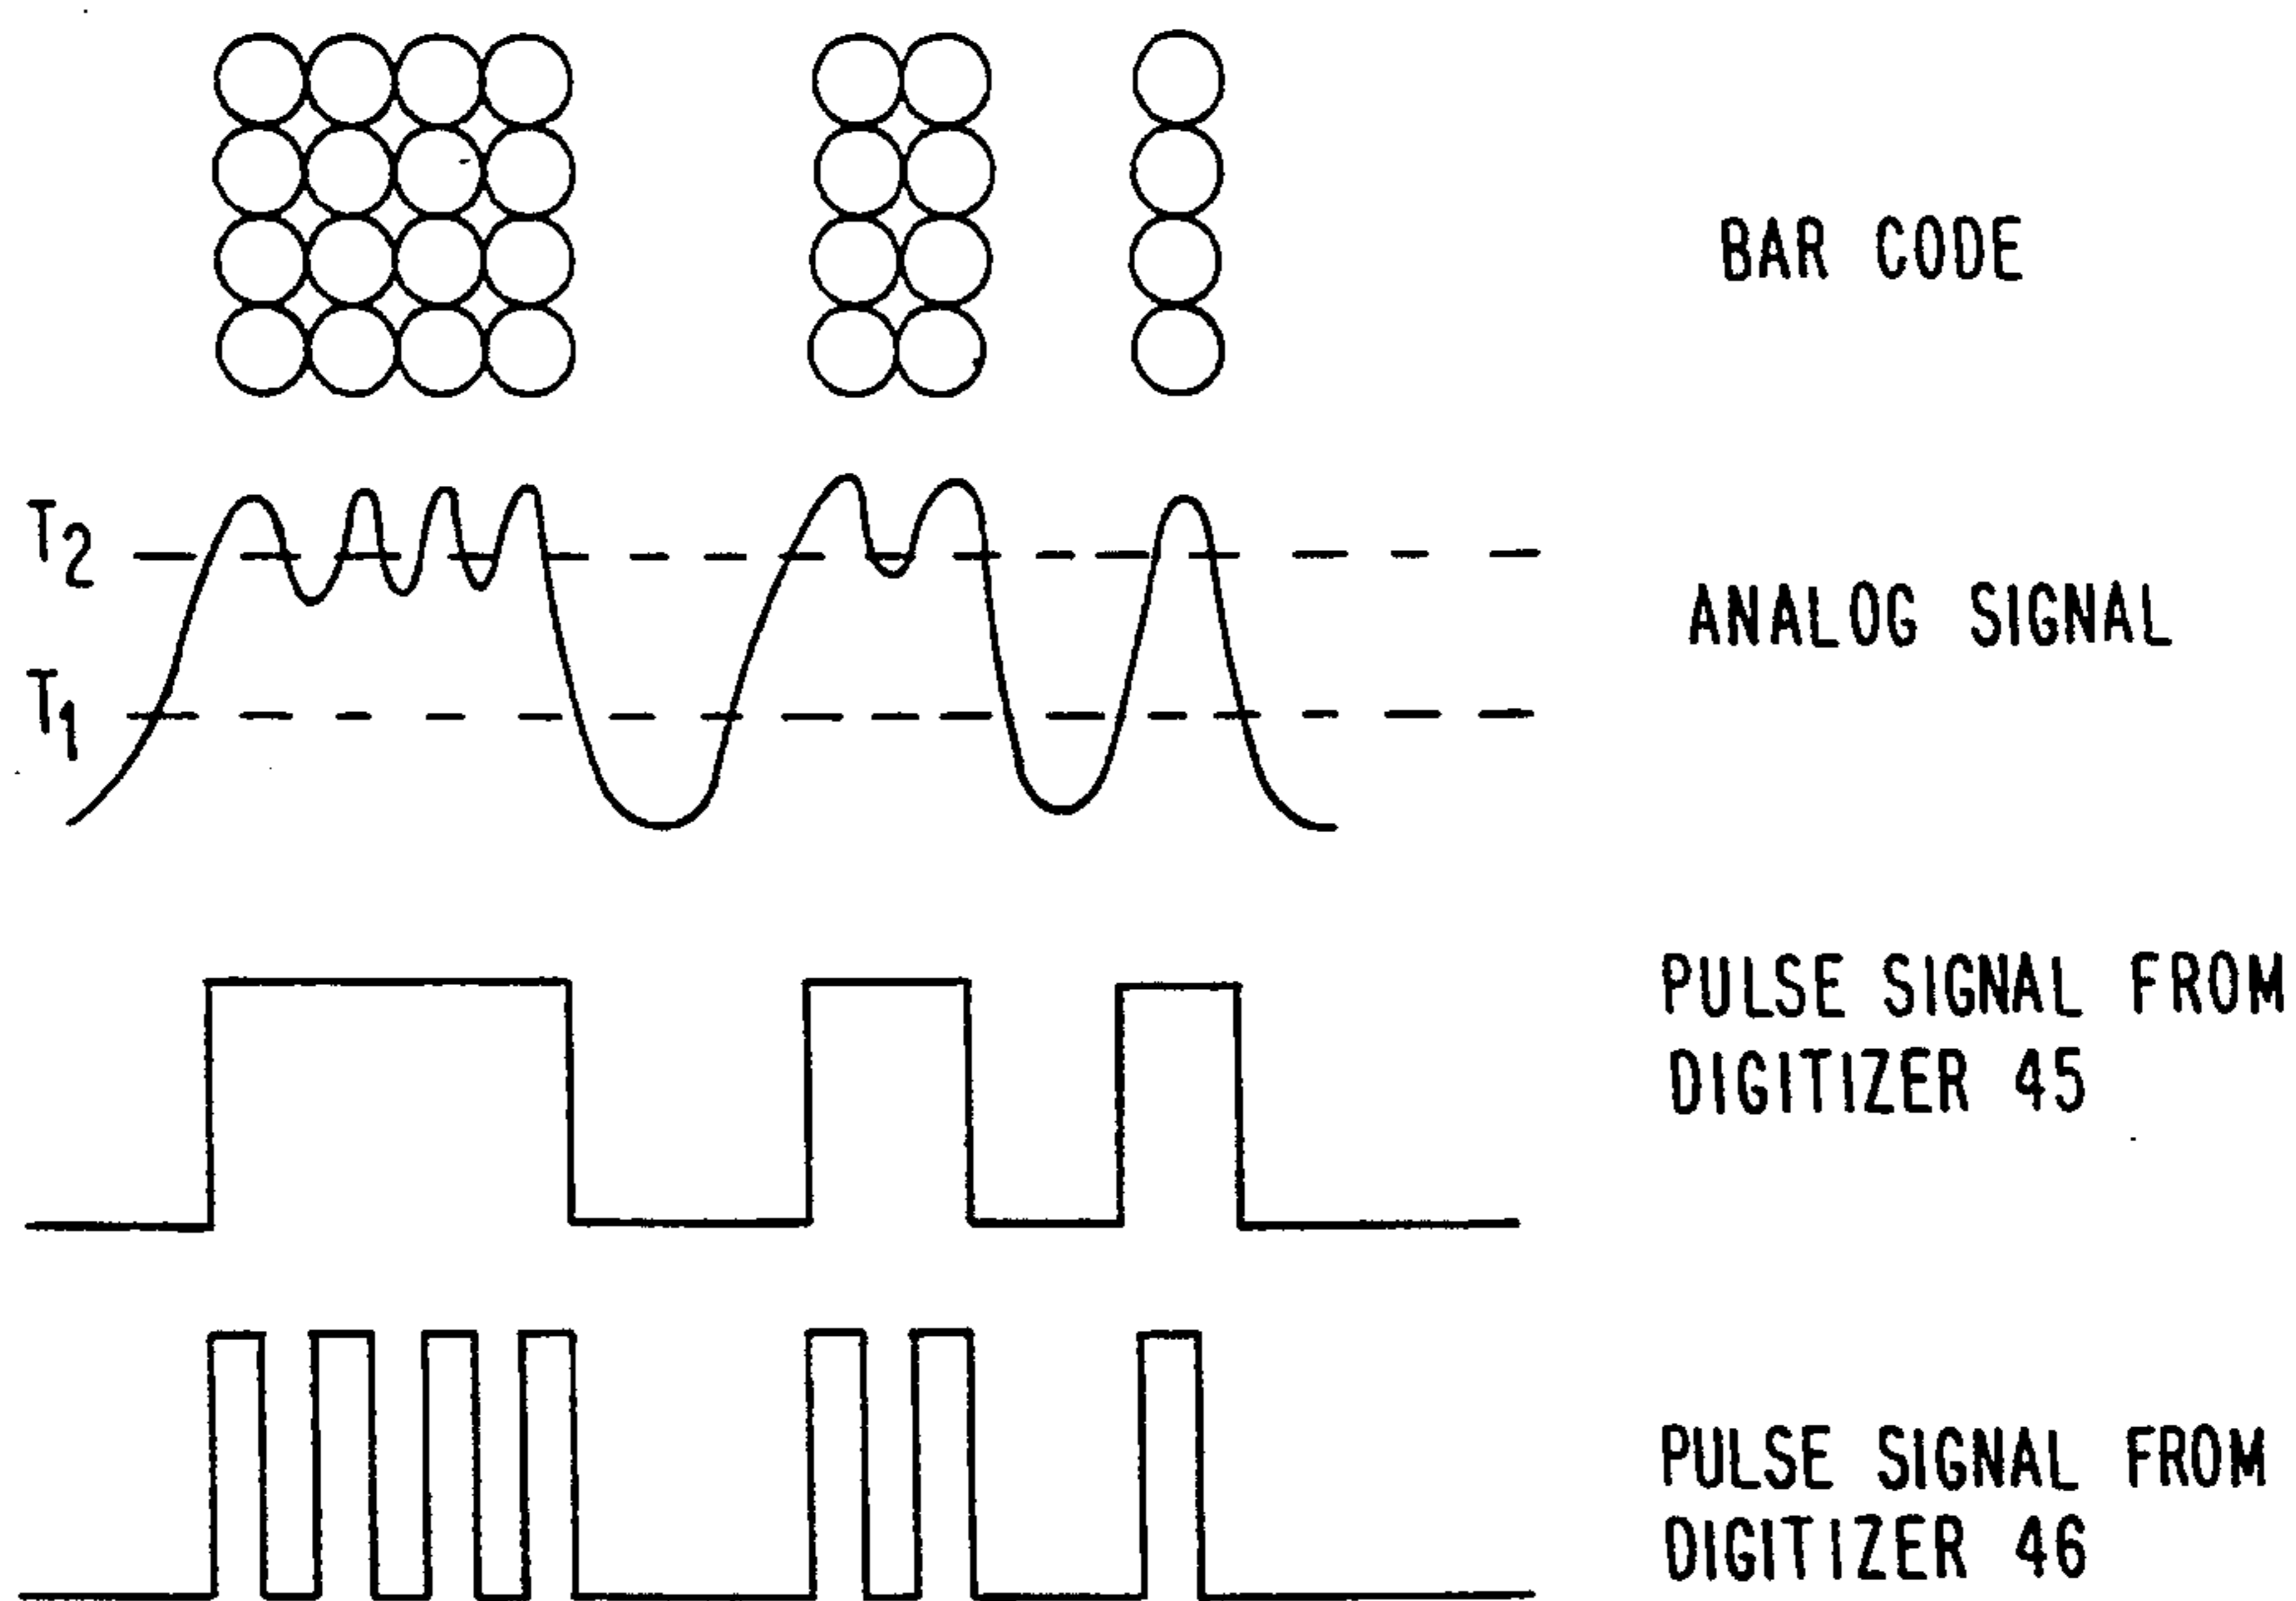 BAR CODE
T2
ANALOG SIGNAL
T1
PULSE SIGNAL FROM
DIGITIZER 45
PULSE SIGNAL FROM
DIGITIZER 46